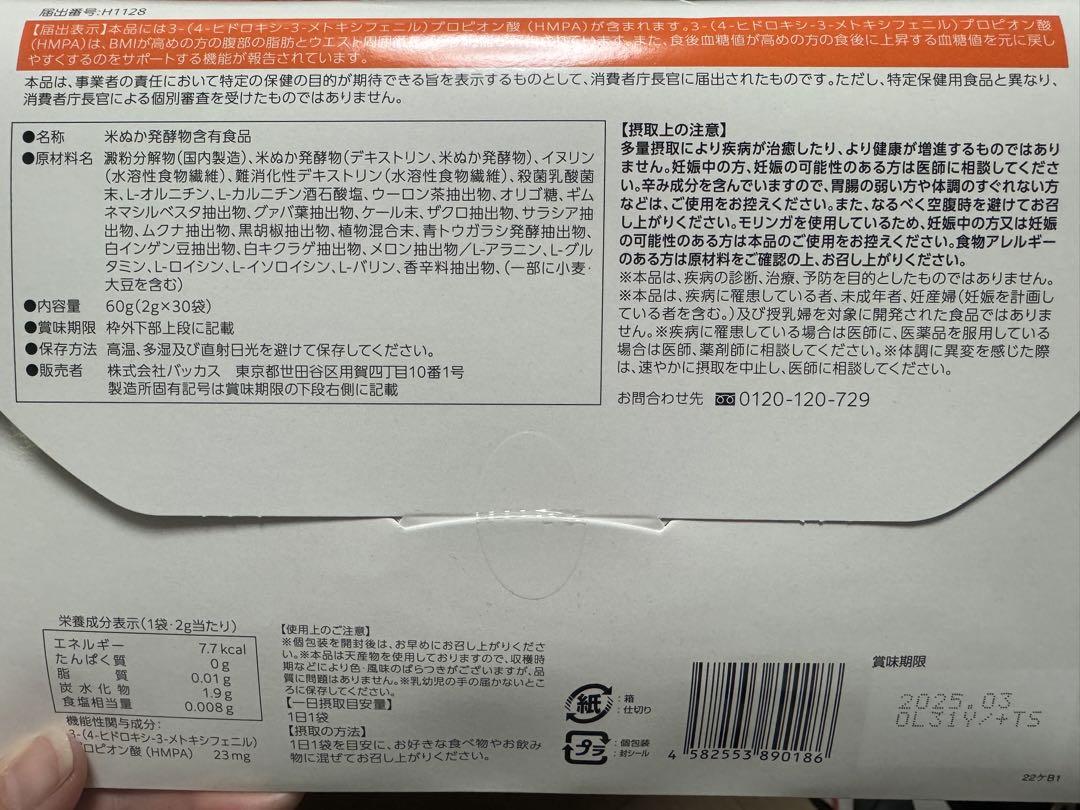 届出番号:H1128
【届出表示】本品には3-(4-ヒドロキシ-3-メトキシフェニル)プロピオン酸(HMPA)が含まれます。3-(4-ヒドロキシ-3-メトキシフェニル)プロピオン酸
(HMPA)は、BMIが高めの方の腹部の脂肪とウエスト周囲 ます。また、食後血糖値が高めの方の食後に上昇する血糖値を元に戻し
やすくするのをサポートする機能が報告されています。
本品は、事業者の責任において特定の保健の目的が期待できる旨を表示するものとして、消費者庁長官に届出されたものです。ただし、特定保健用食品と異なり、
消費者庁長官による個別審査を受けたものではありません。
●名称 米ぬか発酵物含有食品
●原材料名 澱粉分解物(国内製造)、米ぬか発酵物(デキストリン、米ぬか発酵物)、イヌリン
(水溶性食物繊維)、難消化性デキストリン(水溶性食物繊維)、殺菌乳酸菌
末、L-オルニチン、L-カルニチン酒石酸塩、ウーロン茶抽出物、オリゴ糖、ギム
ネマシルベスタ抽出物、グァバ葉抽出物、ケール末、ザクロ抽出物、サラシア抽
出物、ムクナ抽出物、黒胡椒抽出物、植物混合末、青トウガラシ発酵抽出物、
白インゲン豆抽出物、白キクラゲ抽出物、メロン抽出物/L-アラニン、L-グル
タミン、L-ロイシン、L-イソロイシン、L-バリン、香辛料抽出物、(一部に小麦・
大豆を含む)
●内容量 60g(2g×30袋)
●賞味期限 枠外下部上段に記載
●保存方法 高温、多湿及び直射日光を避けて保存してください。
●販売者 株式会社バッカス 東京都世田谷区用賀四丁目10番1号
製造所固有記号は賞味期限の下段右側に記載
【摂取上の注意】
多量摂取により疾病が治癒したり、より健康が増進するものではあり
ません。妊娠中の方、妊娠の可能性のある方は医師に相談してくださ
い。辛み成分を含んでいますので、胃腸の弱い方や体調のすぐれない方
などは、ご使用をお控えください。また、なるべく空腹時を避けてお召
し上がりください。モリンガを使用しているため、妊娠中の方又は妊娠
の可能性のある方は本品のご使用をお控えください。食物アレルギー
のある方は原材料をご確認の上、お召し上がりください。
※本品は、疾病の診断、治療、予防を目的としたものではありません。
※本品は、疾病に罹患している者、未成年者、妊産婦(妊娠を計画し
ている者を含む。)及び授乳婦を対象に開発された食品ではありませ
ん。※疾病に罹患している場合は医師に、医薬品を服用している
場合は医師、薬剤師に相談してください。※体調に異変を感じた際
は、速やかに摂取を中止し、医師に相談してください。
お問合わせ先 0120-120-729
栄養成分表示(1袋・2g当たり)
エネルギー 7.7kcal
たんぱく質 0g
脂質 0.01g
炭水化物 1.9g
食塩相当量 0.008g
機能性関与成分:
3-(4-ヒドロキシ-3-メトキシフェニル)
ロピオン酸(HMPA) 23mg
【使用上のご注意】
※個包装を開封後は、お早めにお召し上がりくださ
い。※本品は天産物を使用しておりますので、収穫時
期などにより色・風味のばらつきがございますが、品
質に問題はありません。※乳幼児の手の届かないとこ
ろに保存してください。
【一日摂取目安量】
1日1袋
【摂取の方法】
1日1袋を目安に、お好きな食べ物やお飲み
物に混ぜてお召し上がりください。
紙 :箱
:仕切り
プラ :個包装
:封シール
4 582553 890186
賞味期限
2025.03
OL31Y/+TS
22ケB1